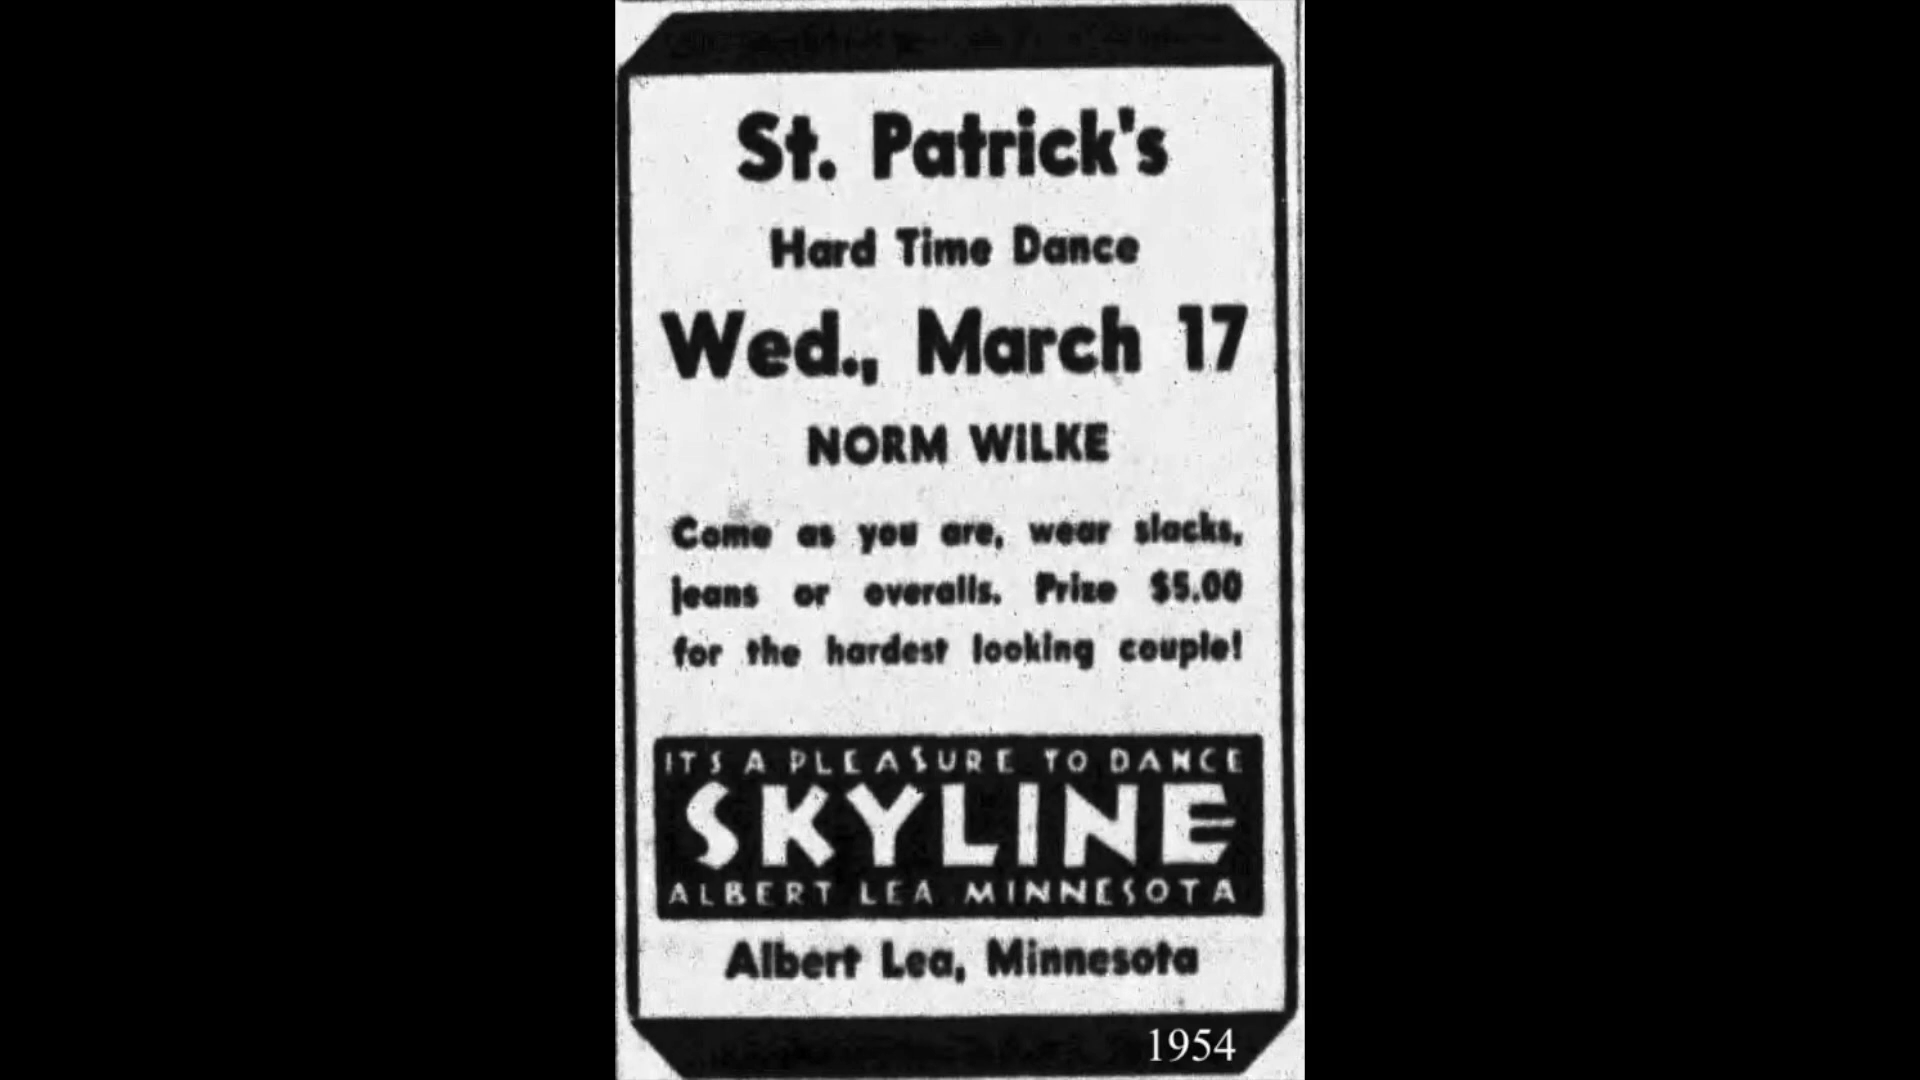 St. Patrick's
Hard Time Dance
Wed., March 17
NORM WILKE
Come as you are, wear slacks,
jeans or overalls. Prize $5.00
for the hardest looking couple!
IT'S A PLEASURE TO DANCE
SKYLINE
ALBERT LEA MINNESOTA
Albert Lea, Minnesota
1954